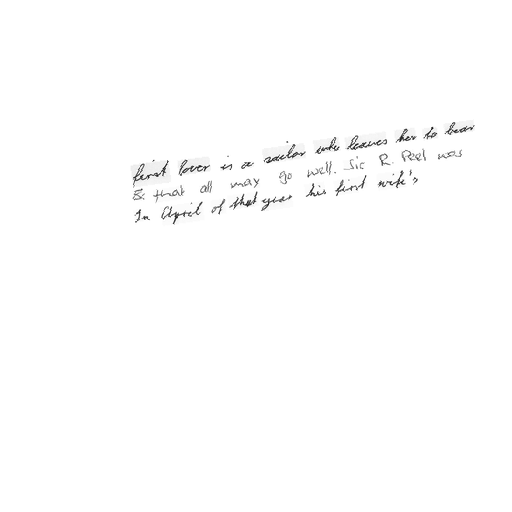 first lover is a sailor who leaves her to bear
& that all may go well. Sir R. Peel was
In April of that year his first wife's